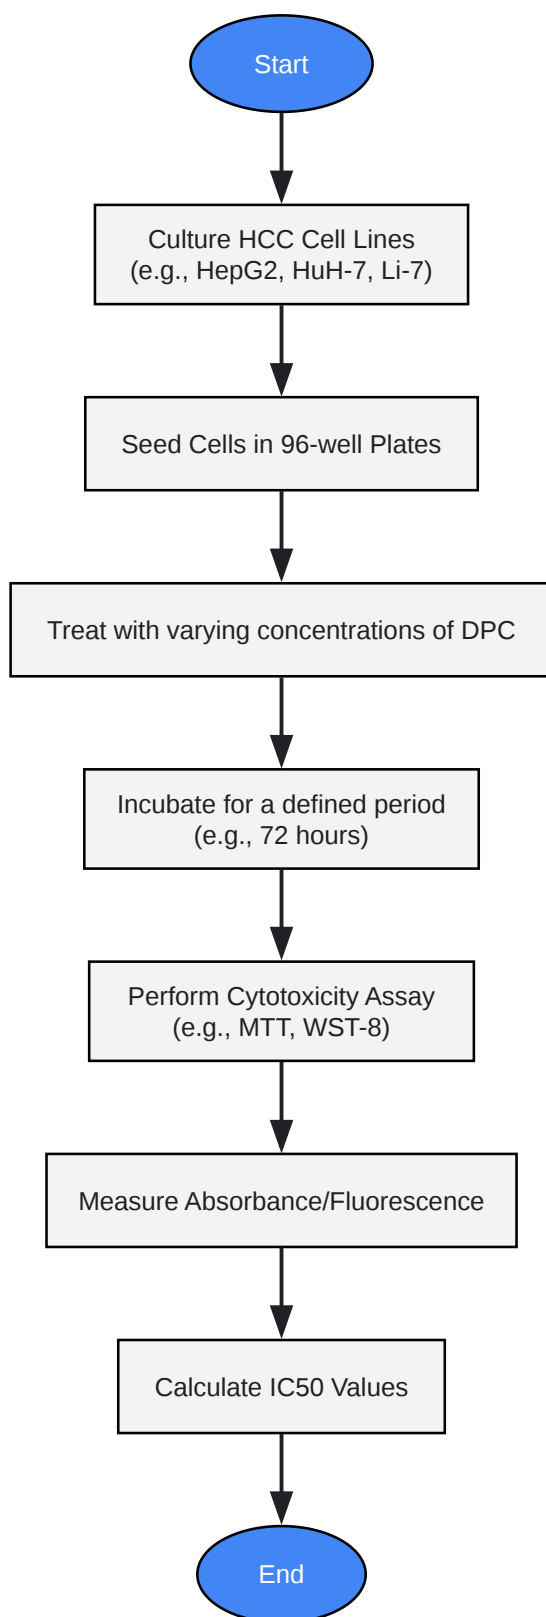 Start
Culture HCC Cell Lines
(e.g., HepG2, HuH-7, Li-7)
Seed Cells in 96-well Plates
Treat with varying concentrations of DPC
Incubate for a defined period
(e.g., 72 hours)
Perform Cytotoxicity Assay
(e.g., MTT, WST-8)
Measure Absorbance/Fluorescence
Calculate IC50 Values
End